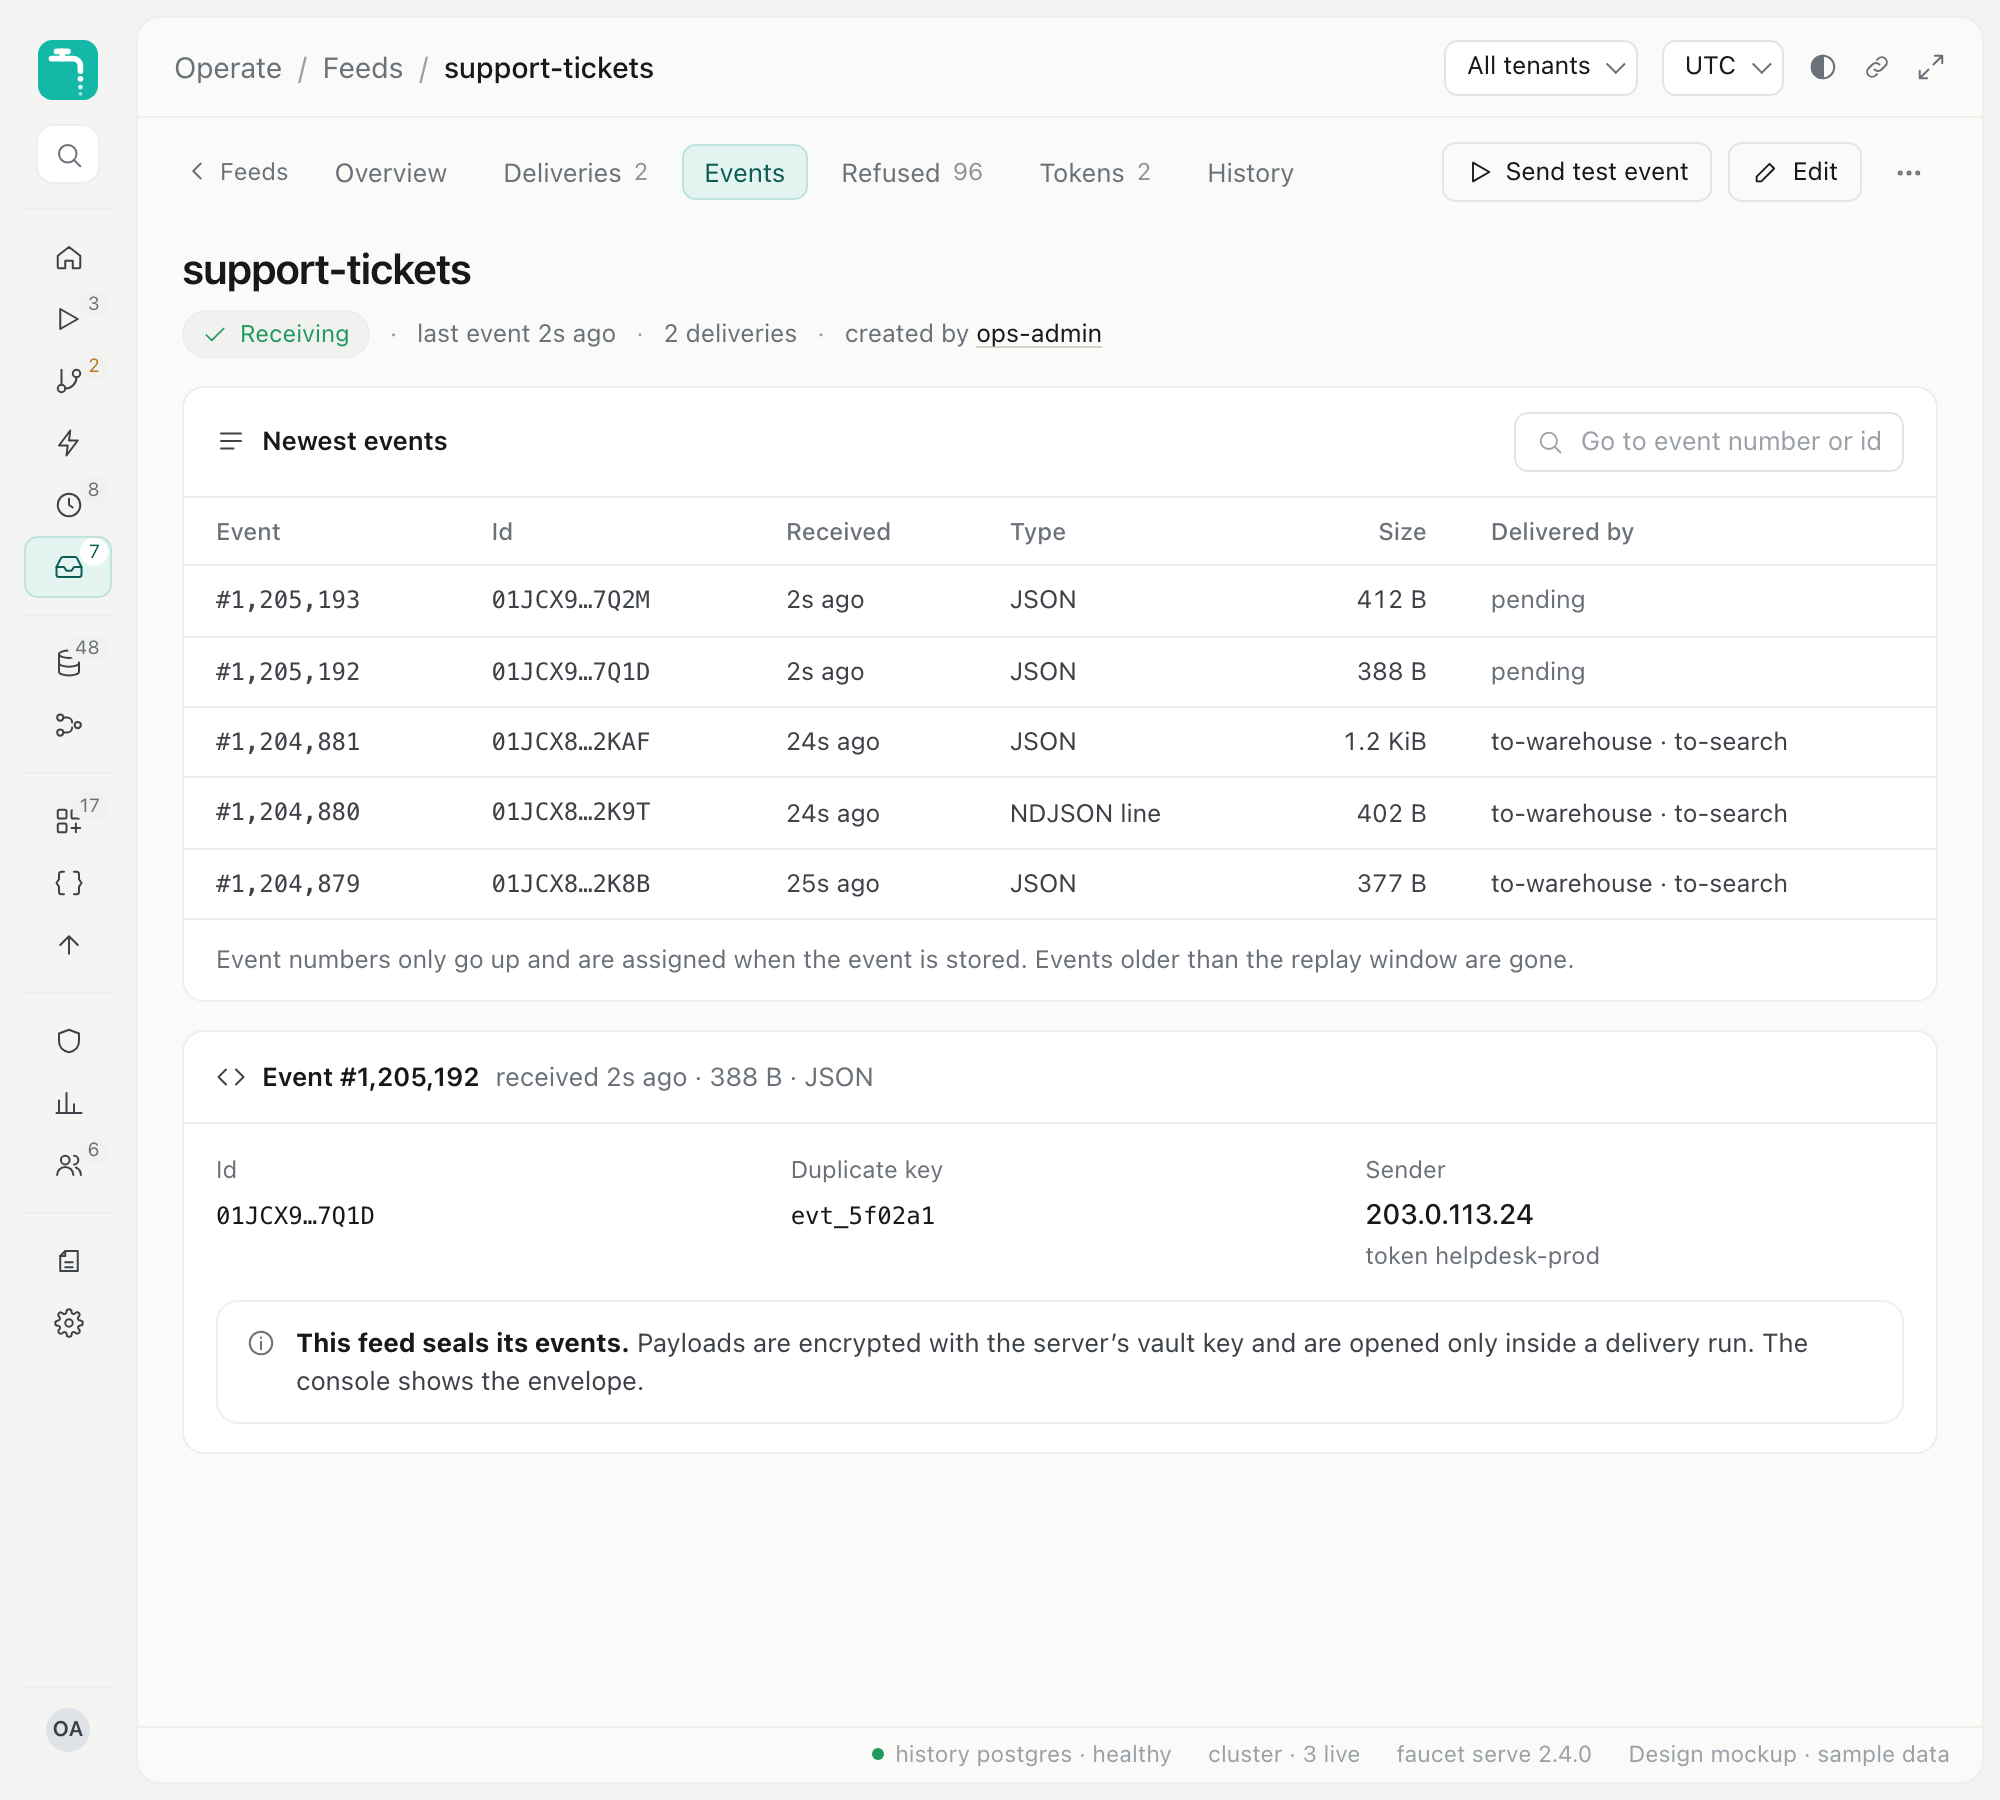 Operate / Feeds / support-tickets
All tenants
UTC
Feeds
Overview
Deliveries 2
Events
Refused 96
Tokens 2
History
Send test event
Edit
3
2
8
7
48
17
6
OA
support-tickets
Receiving · last event 2s ago · 2 deliveries · created by ops-admin
Newest events
Go to event number or id
Event Id Received Type Size Delivered by
#1,205,193 01JCX9…7Q2M 2s ago JSON 412 B pending
#1,205,192 01JCX9…7Q1D 2s ago JSON 388 B pending
#1,204,881 01JCX8…2KAF 24s ago JSON 1.2 KiB to-warehouse · to-search
#1,204,880 01JCX8…2K9T 24s ago NDJSON line 402 B to-warehouse · to-search
#1,204,879 01JCX8…2K8B 25s ago JSON 377 B to-warehouse · to-search
Event numbers only go up and are assigned when the event is stored. Events older than the replay window are gone.
Event #1,205,192 received 2s ago · 388 B · JSON
Id Duplicate key Sender
01JCX9…7Q1D evt_5f02a1 203.0.113.24
token helpdesk-prod
This feed seals its events. Payloads are encrypted with the server’s vault key and are opened only inside a delivery run. The
console shows the envelope.
history postgres · healthy cluster · 3 live faucet serve 2.4.0 Design mockup · sample data